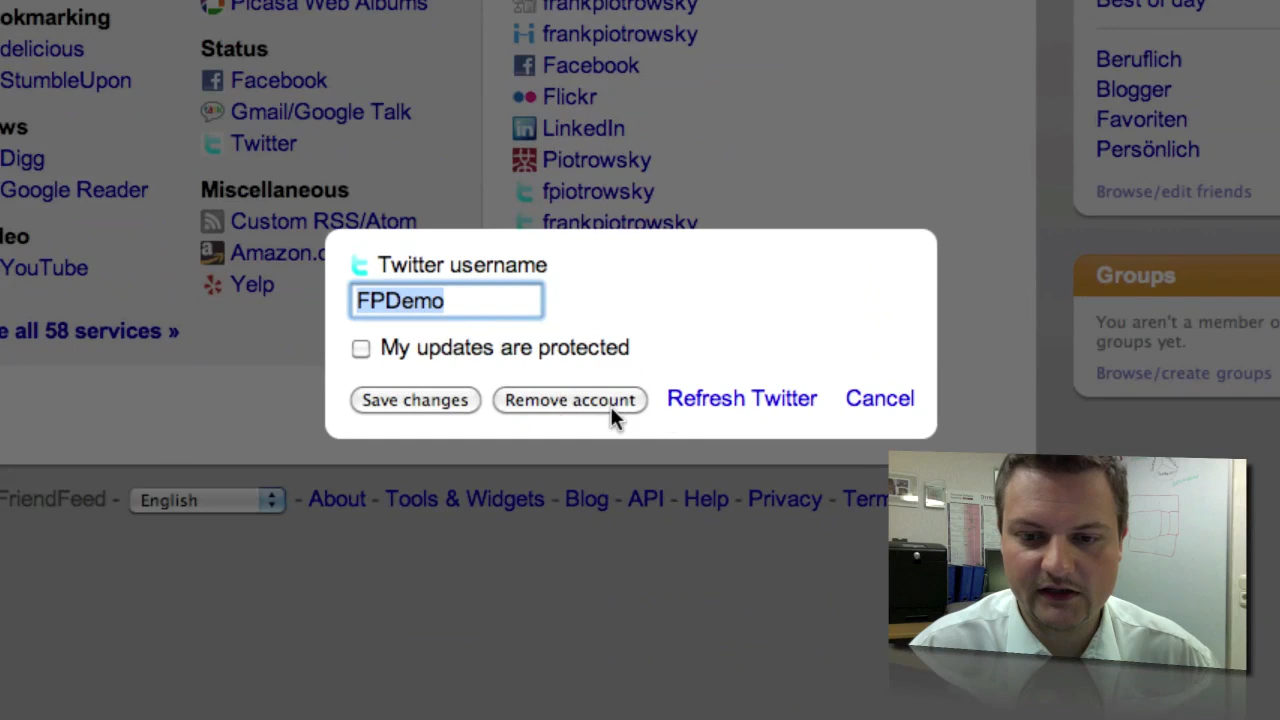 okmarking
delicious
StumbleUpon
ws
Digg
Google Reader
leo
YouTube
e all 58 services »
Picasa Web Albums
Status
Facebook
Gmail/Google Talk
Twitter
Miscellaneous
Custom RSS/Atom
Amazon.c
Yelp
frankpiotrowsky
frankpiotrowsky
Facebook
Flickr
LinkedIn
Piotrowsky
fpiotrowsky
frankpiotrowsky
Best of day
Beruflich
Blogger
Favoriten
Persönlich
Browse/edit friends
Groups
You aren't a member o
groups yet.
Browse/create groups
Twitter username
FPDemo
My updates are protected
Save changes
Remove account
Refresh Twitter
Cancel
FriendFeed - English - About - Tools & Widgets - Blog - API - Help - Privacy - Term